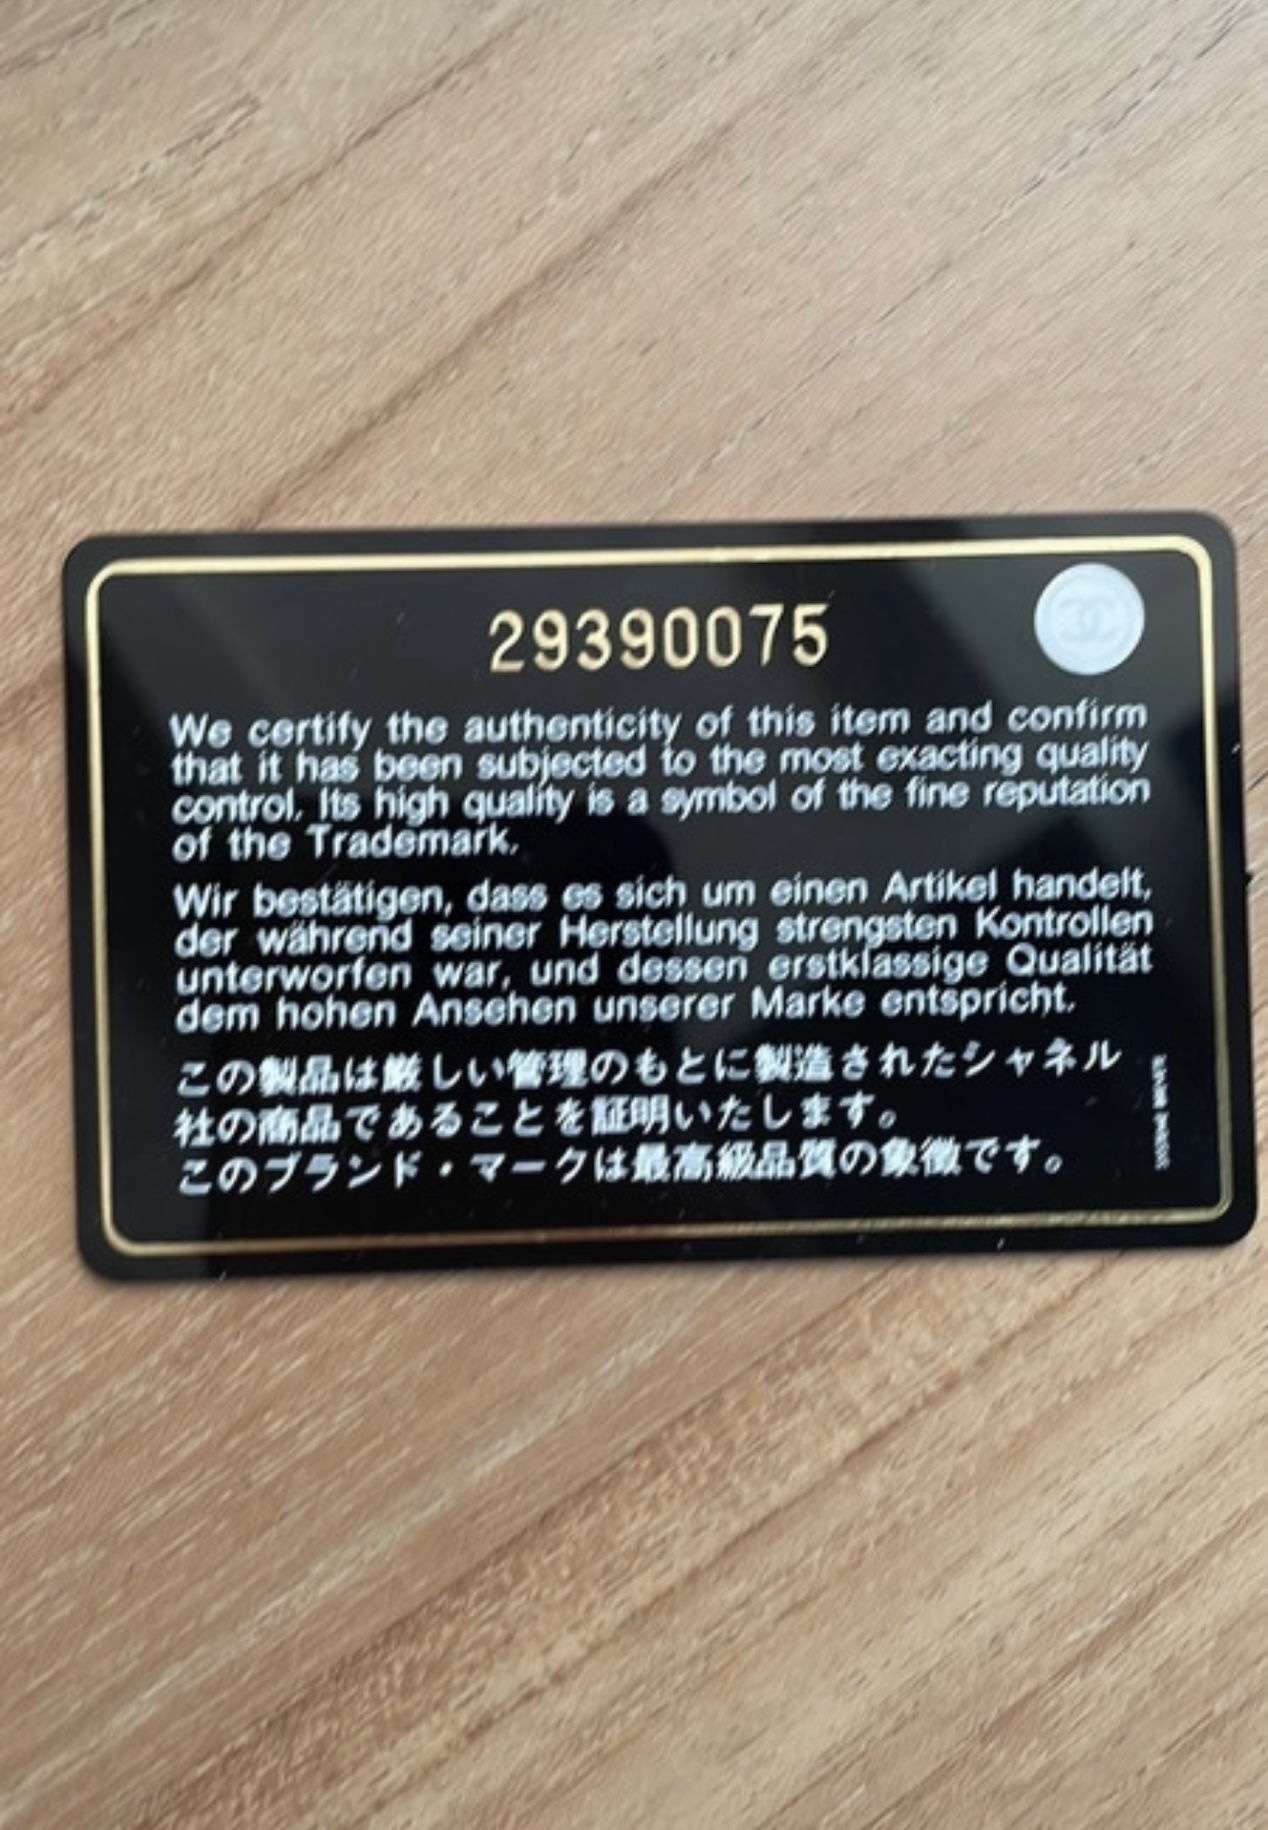 29390075
We certify the authenticity of this item and confirm
that it has been subjected to the most exacting quality
control. Its high quality is a symbol of the fine reputation
of the Trademark.
Wir bestätigen, dass es sich um einen Artikel handelt,
der während seiner Herstellung strengsten Kontrollen
unterworfen war, und dessen erstklassige Qualität
dem hohen Ansehen unserer Marke entspricht.
この製品は厳しい管理のもとに製造されたシャネル
社の商品であることを証明いたします。
このブランド・マークは最高級品質の象徴です。